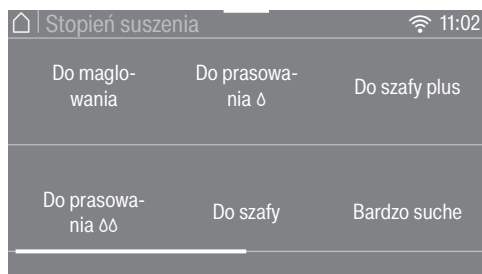 Stopień suszenia 11:02
Do maglo-
wania
Do prasowa-
nia
Do szafy plus
Do prasowa-
nia
Do szafy
Bardzo suche